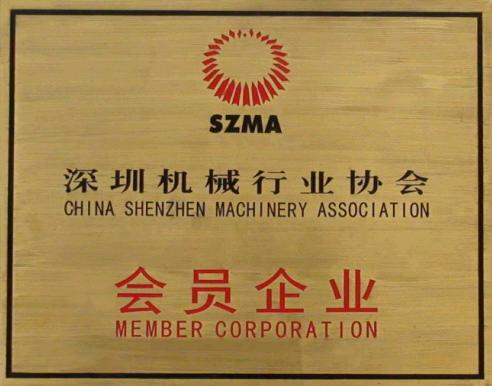 SZMA
深圳机械行业协会
CHINA SHENZHEN MACHINERY ASSOCIATION
会员企业
MEMBER CORPORATION